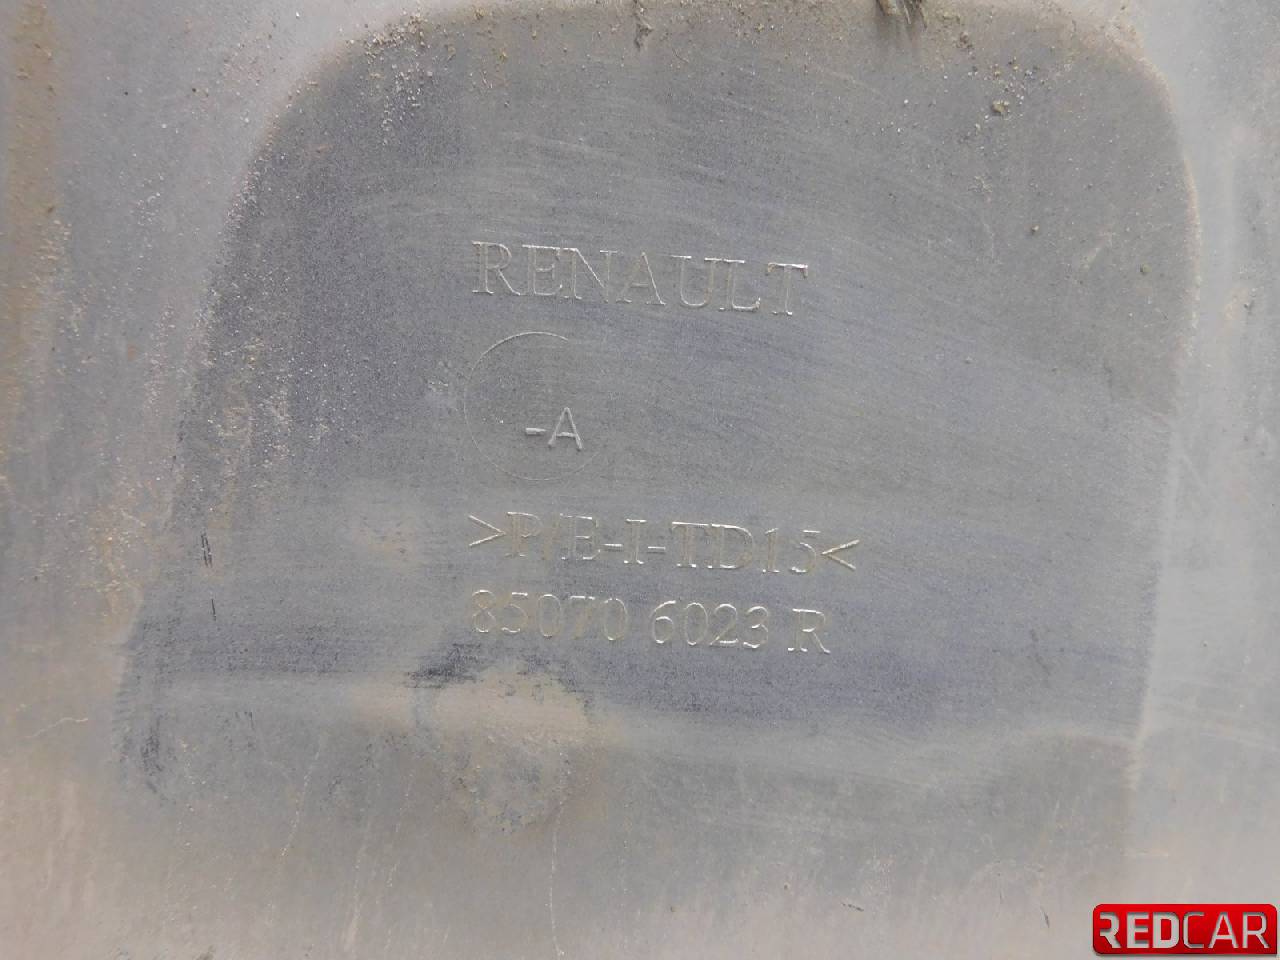 RENAULT
-A
>P/E-I-TD15<
85070 6023 R
REDCAR